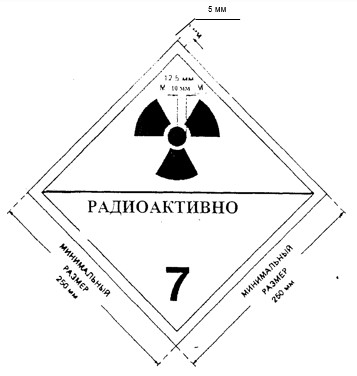 5 мм
12.5 мм
М 10 мм М
РАДИОАКТИВНО
7
МИНИМАЛЬНЫЙ
РАЗМЕР
250 мм
МИНИМАЛЬНЫЙ
РАЗМЕР
250 мм